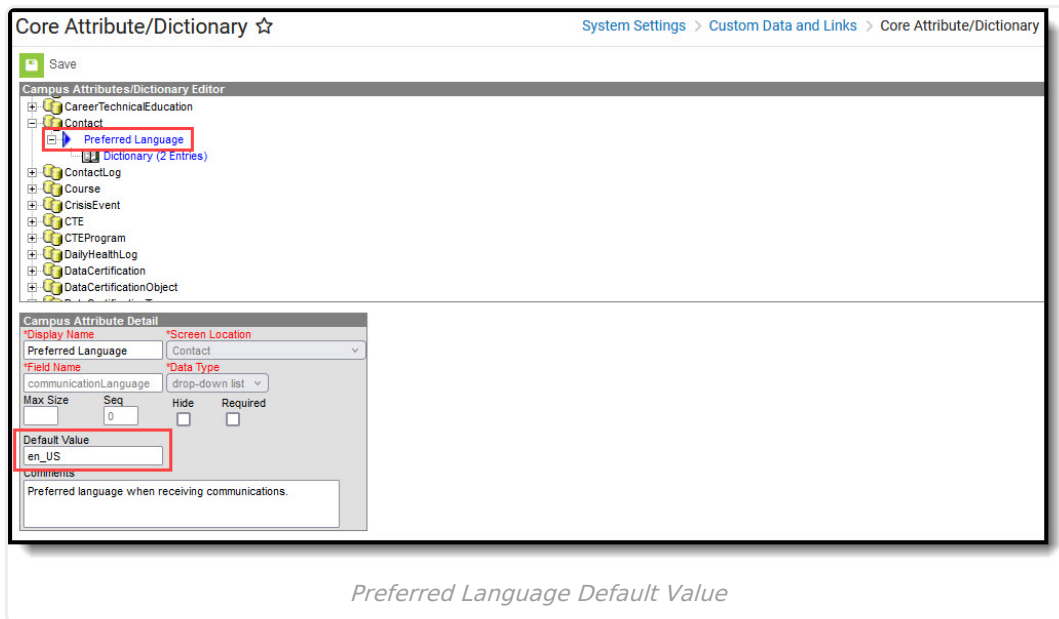 Core Attribute/Dictionary ☆
System Settings > Custom Data and Links > Core Attribute/Dictionary
Save
Campus Attributes/Dictionary Editor
CareerTechnicalEducation
Contact
Preferred Language
Dictionary (2 Entries)
ContactLog
Course
CrisisEvent
CTE
CTEProgram
DailyHealthLog
DataCertification
DataCertificationObject
Campus Attribute Detail
*Display Name *Screen Location
Preferred Language Contact
*Field Name *Data Type
communicationLanguage drop-down list
Max Size Seq Hide Required
0
Default Value
en_US
Comments
Preferred language when receiving communications.
Preferred Language Default Value